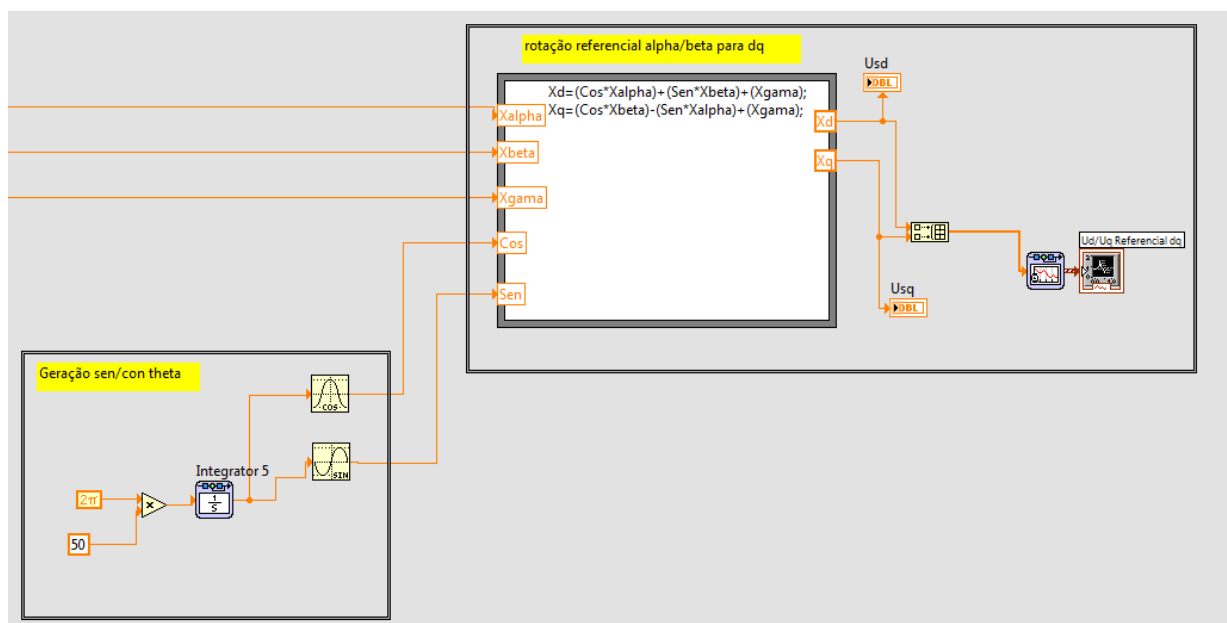 rotação referencial alpha/beta para dq
Xd=(Cos*Xalpha)+(Sen*Xbeta)+(Xgama);
Xq=(Cos*Xbeta)-(Sen*Xalpha)+(Xgama);
Xalpha
Xbeta
Xgama
Cos
Sen
Xd
Xq
Usd
DBL
Usq
DBL
Ud/Uq Referencial dq
Geração sen/con theta
COS
SIN
Integrator 5
1
S
2π
x
50